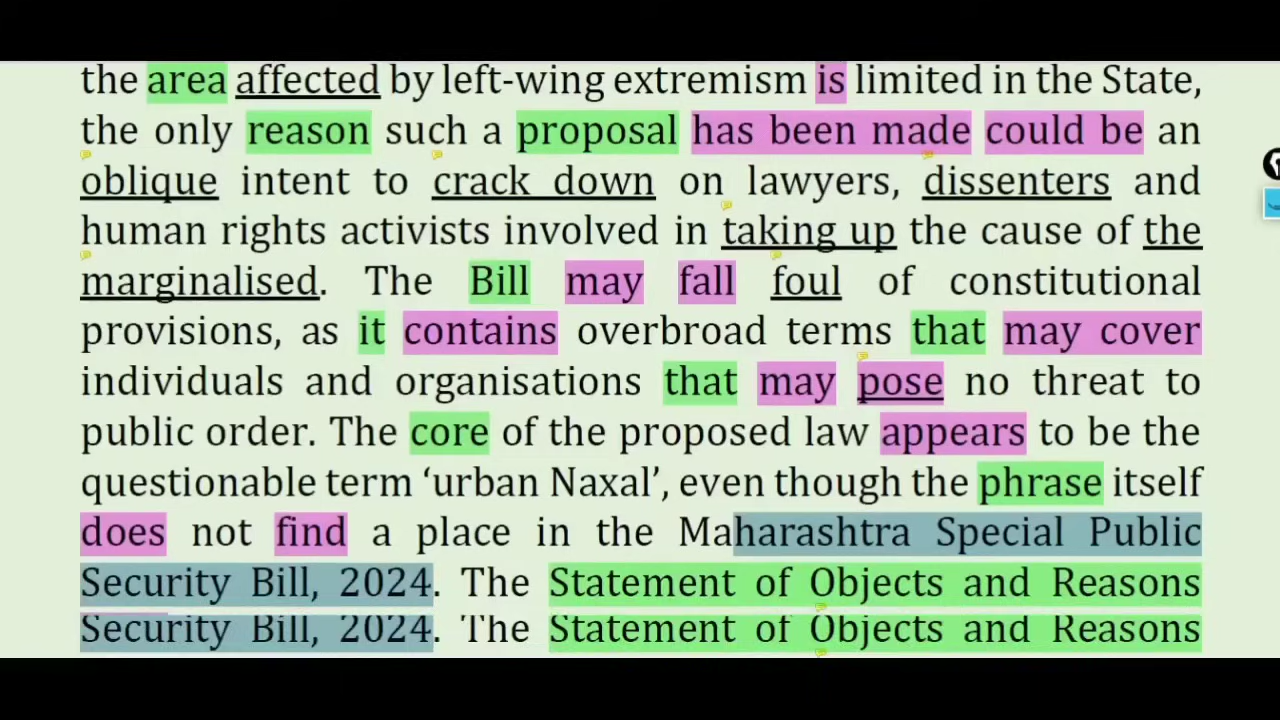 the area affected by left-wing extremism is limited in the State,
the only reason such a proposal has been made could be an
oblique intent to crack down on lawyers, dissenters and
human rights activists involved in taking up the cause of the
marginalised. The Bill may fall foul of constitutional
provisions, as it contains overbroad terms that may cover
individuals and organisations that may pose no threat to
public order. The core of the proposed law appears to be the
questionable term ‘urban Naxal’, even though the phrase itself
does not find a place in the Maharashtra Special Public
Security Bill, 2024. The Statement of Objects and Reasons
Security Bill, 2024. The Statement of Objects and Reasons